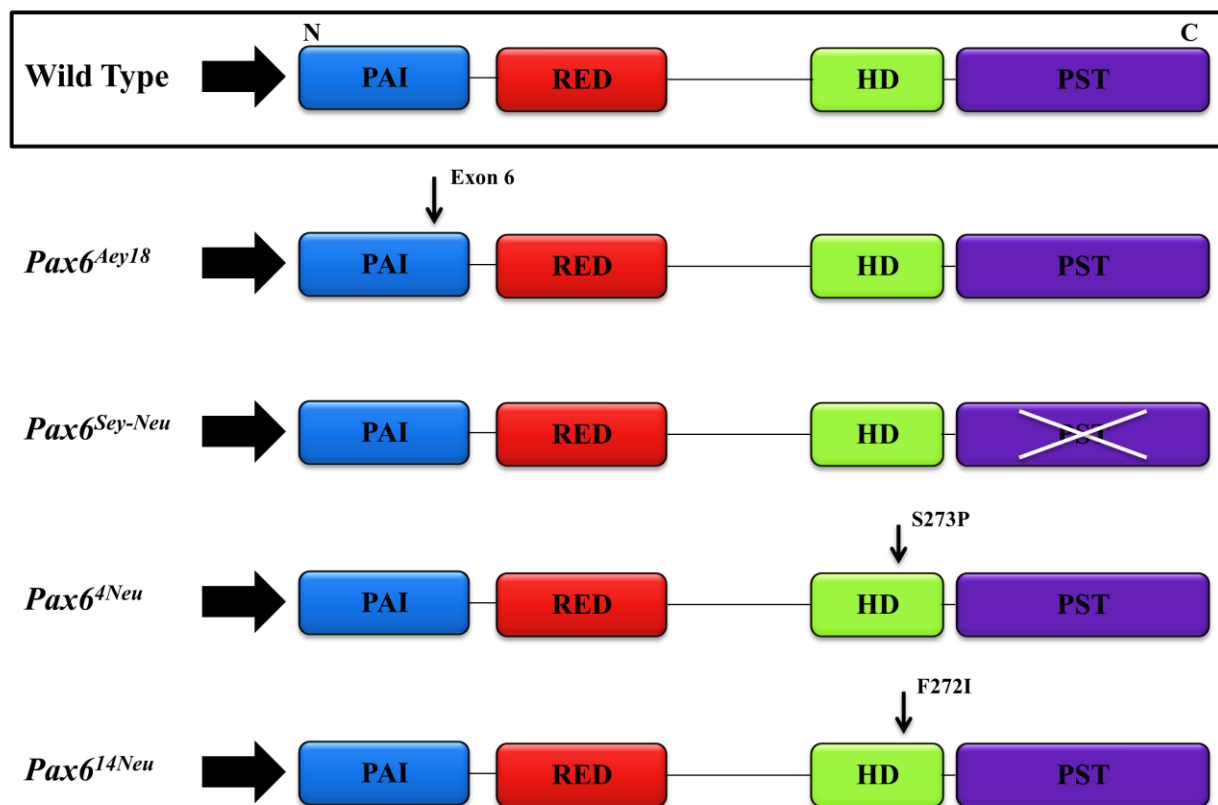 N C
Wild Type PAI RED HD PST
Exon 6
Pax6Aey18 PAI RED HD PST
Pax6Sey-Neu PAI RED HD PST
S273P
Pax64Neu PAI RED HD PST
F272I
Pax614Neu PAI RED HD PST